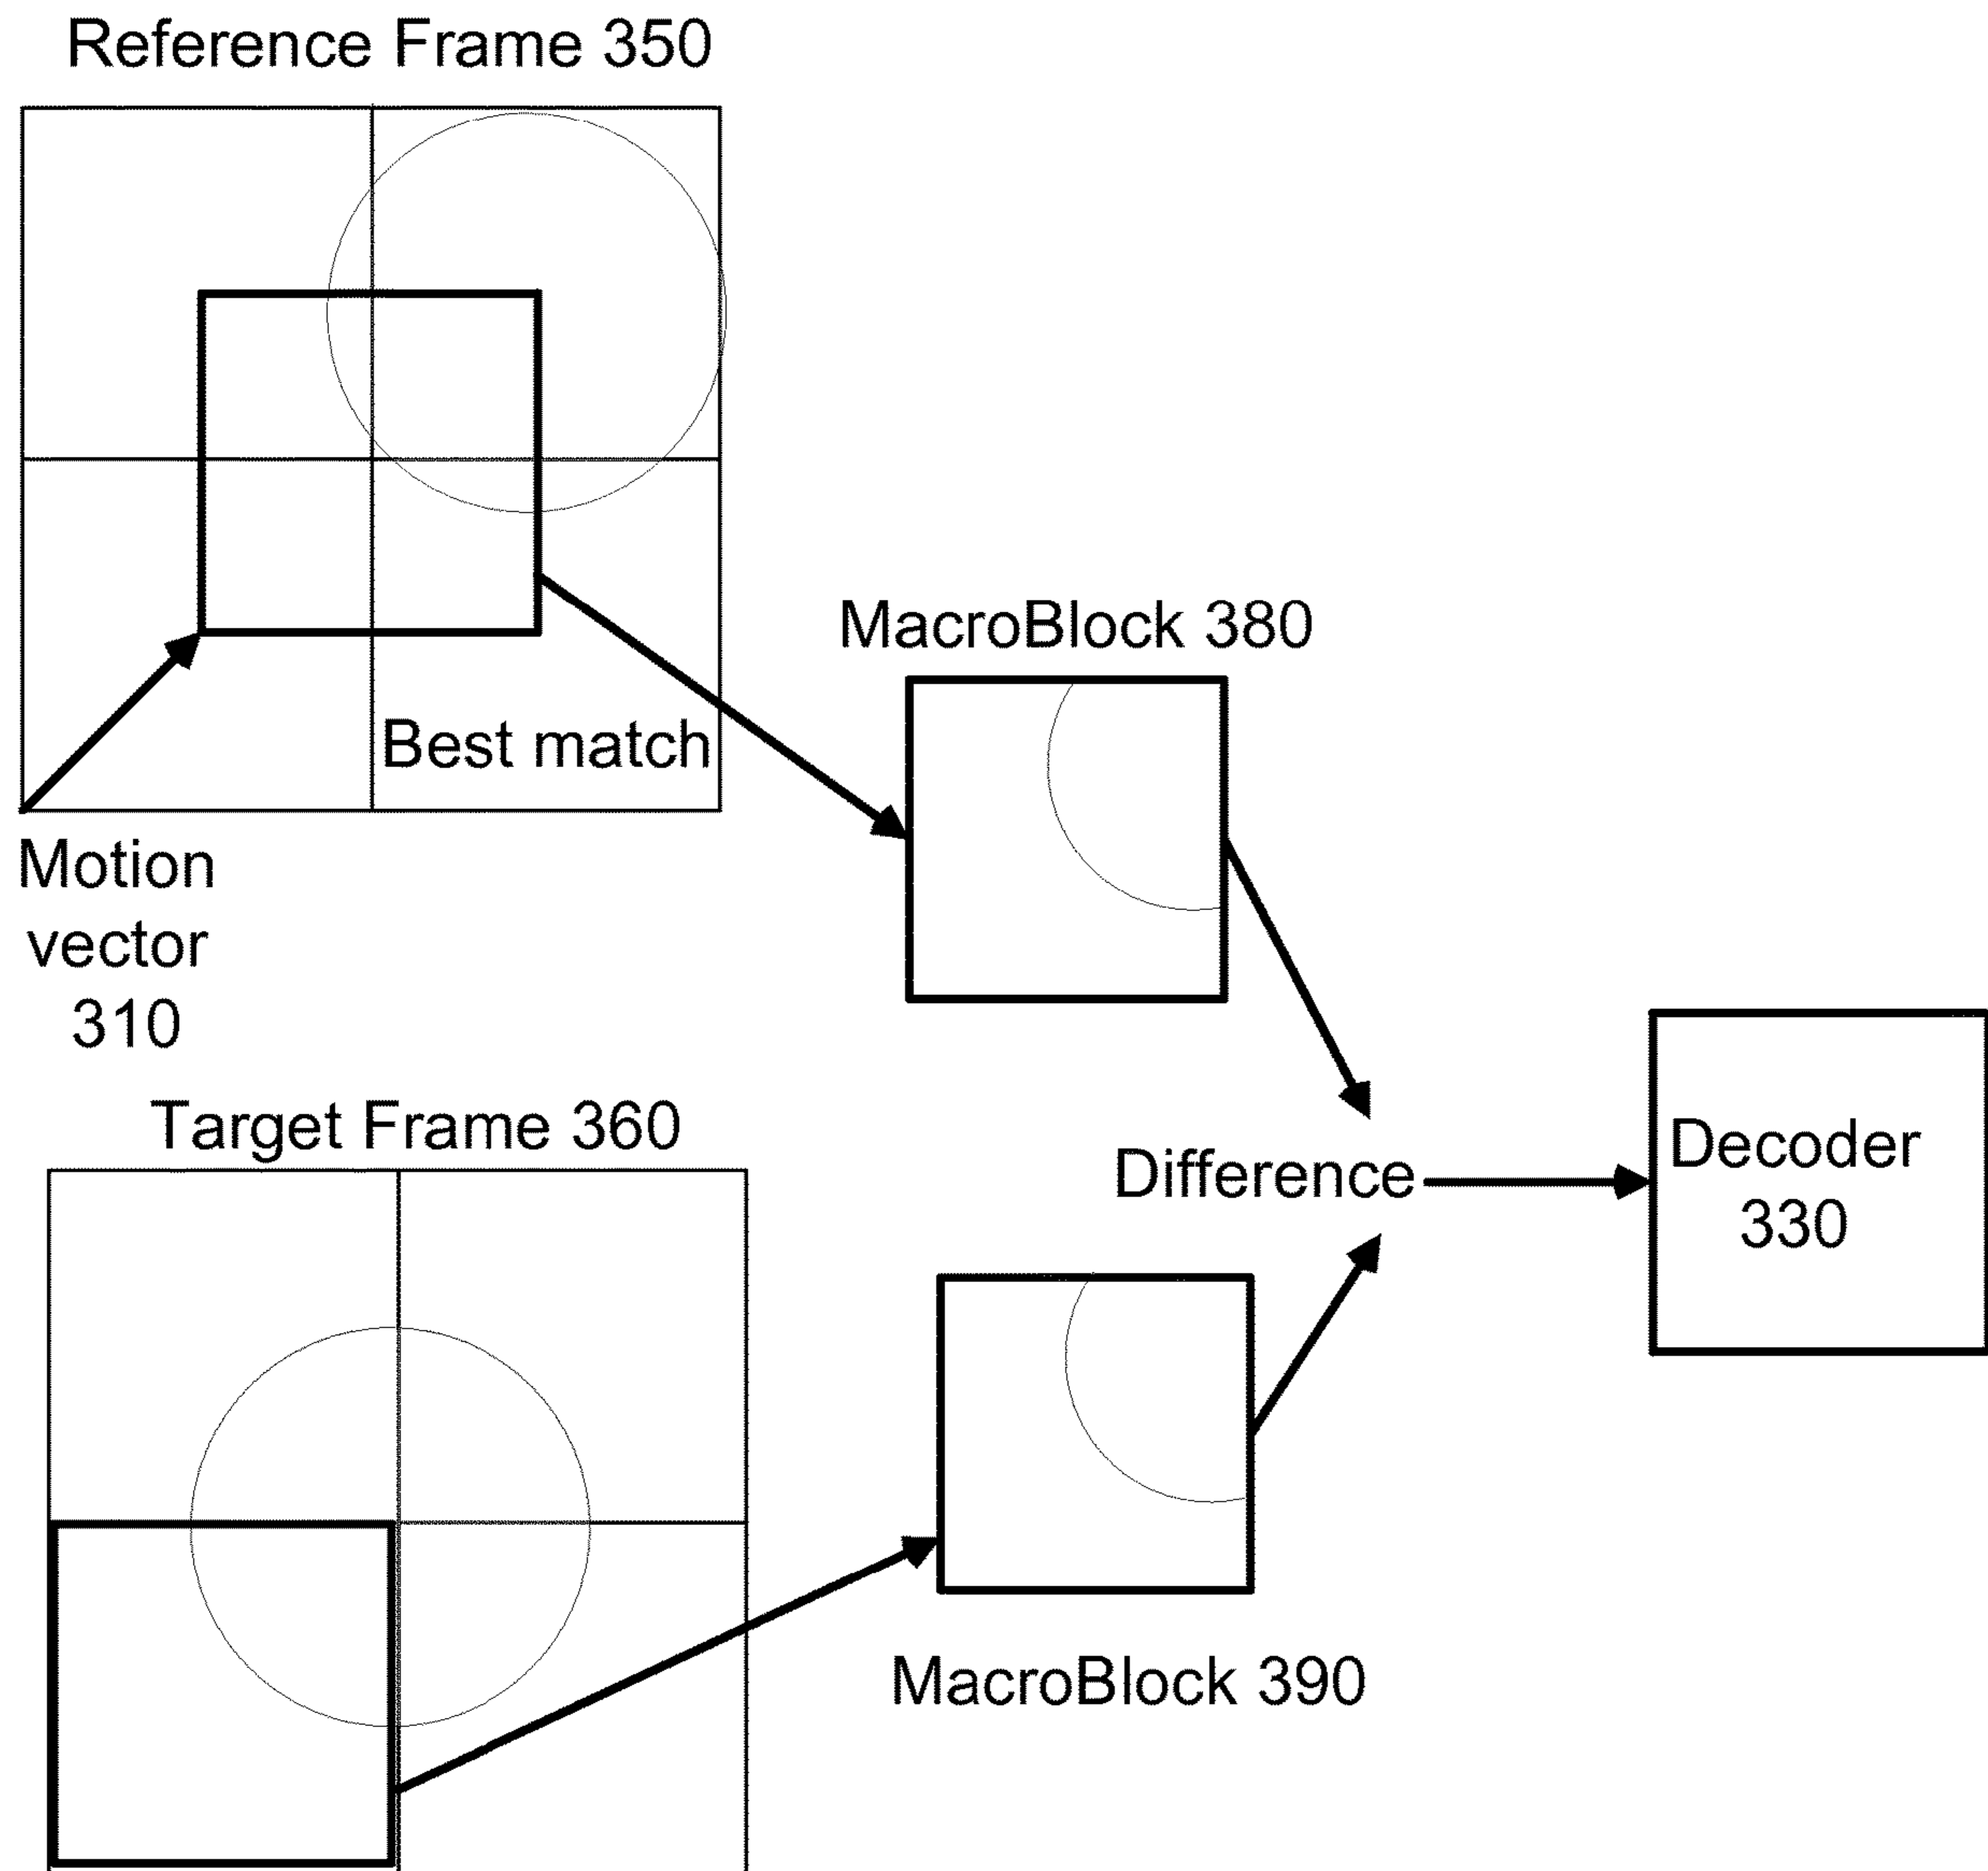 Reference Frame 350
Best match
Motion
vector
310
MacroBlock 380
Target Frame 360
Difference
Decoder
330
MacroBlock 390